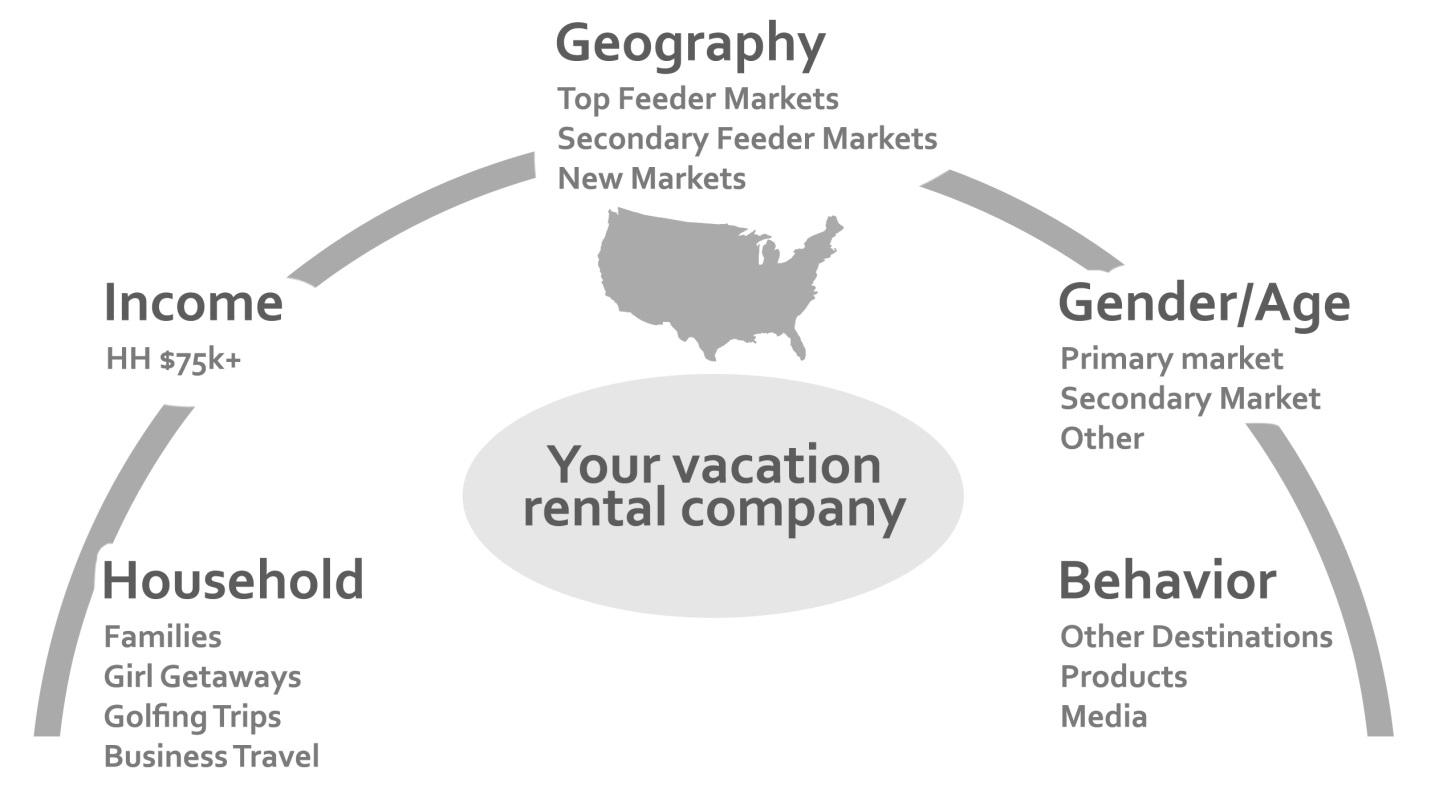 Geography
Top Feeder Markets
Secondary Feeder Markets
New Markets
Income
HH $75k+
Gender/Age
Primary market
Secondary Market
Other
Your vacation
rental company
Household
Families
Girl Getaways
Golfing Trips
Business Travel
Behavior
Other Destinations
Products
Media